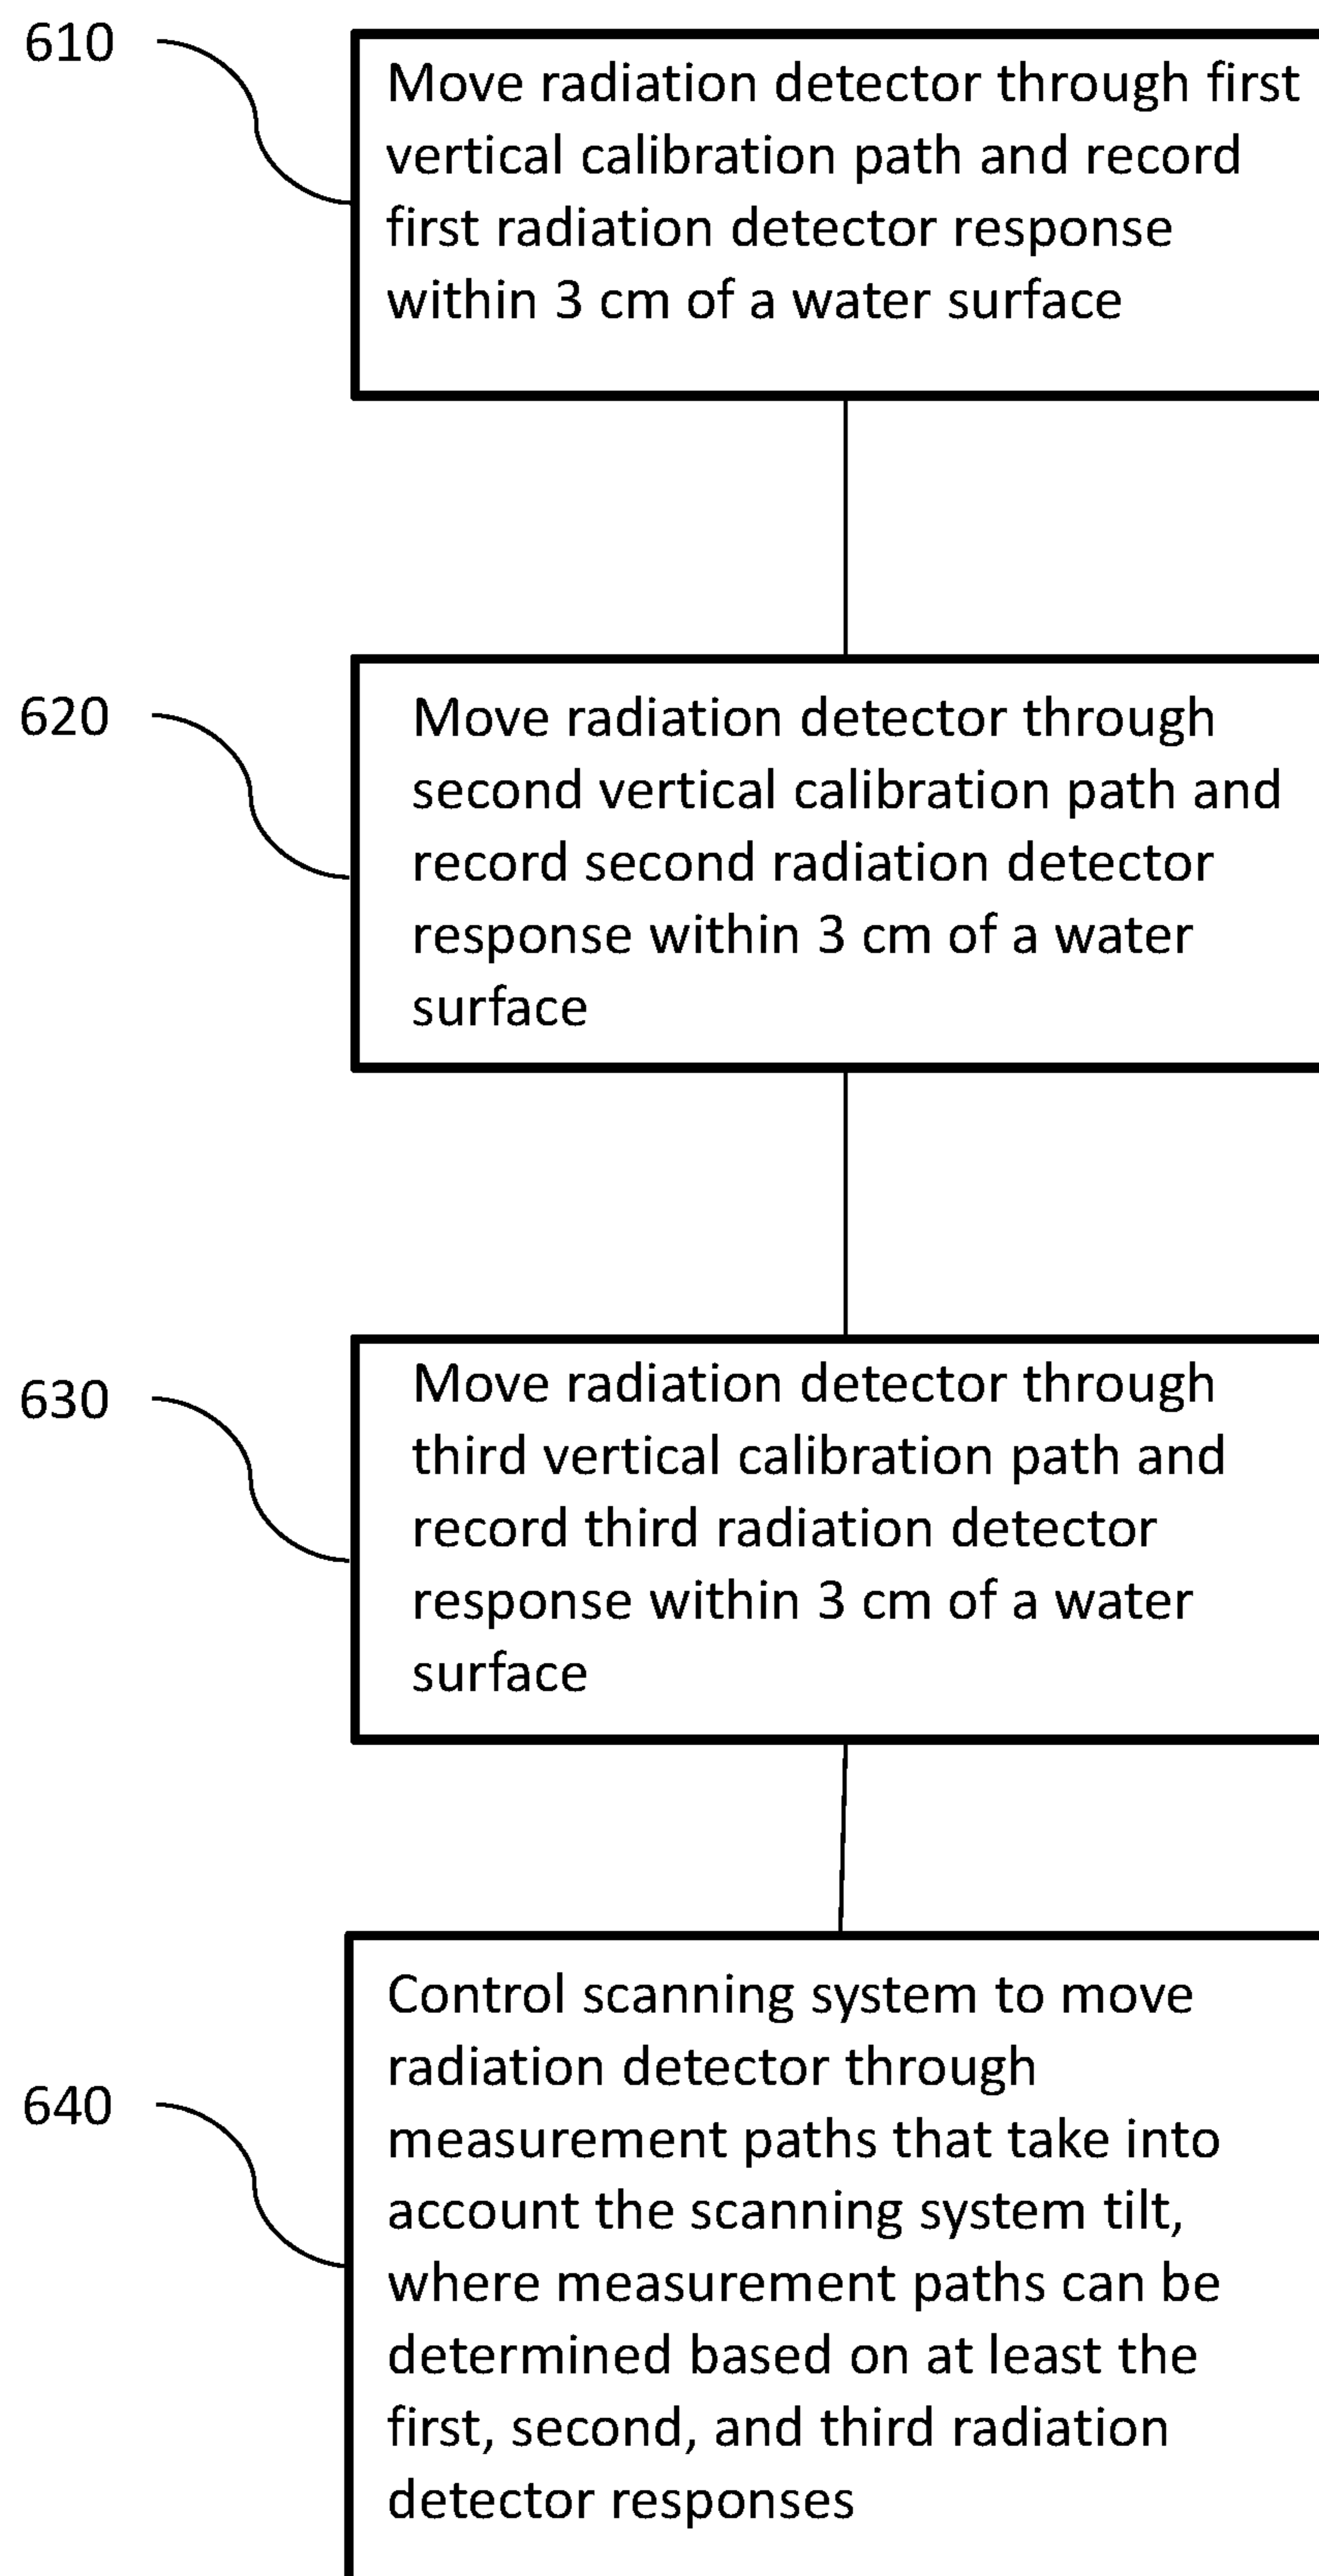 610
Move radiation detector through first
vertical calibration path and record
first radiation detector response
within 3 cm of a water surface
620
Move radiation detector through
second vertical calibration path and
record second radiation detector
response within 3 cm of a water
surface
630
Move radiation detector through
third vertical calibration path and
record third radiation detector
response within 3 cm of a water
surface
640
Control scanning system to move
radiation detector through
measurement paths that take into
account the scanning system tilt,
where measurement paths can be
determined based on at least the
first, second, and third radiation
detector responses